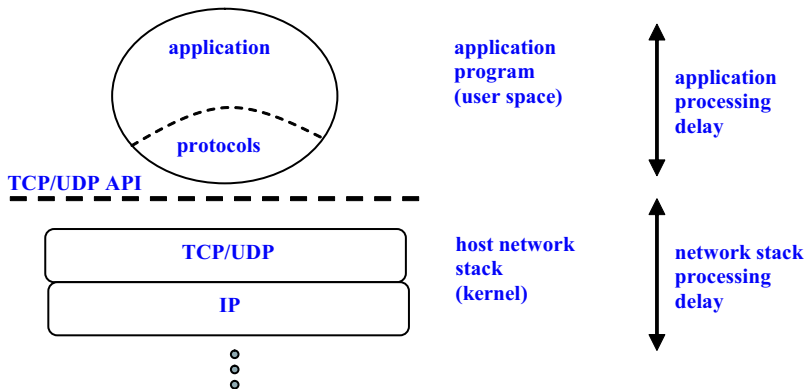 application
protocols
application
program
(user space)
application
processing
delay
TCP/UDP API
TCP/UDP
IP
host network
stack
(kernel)
network stack
processing
delay